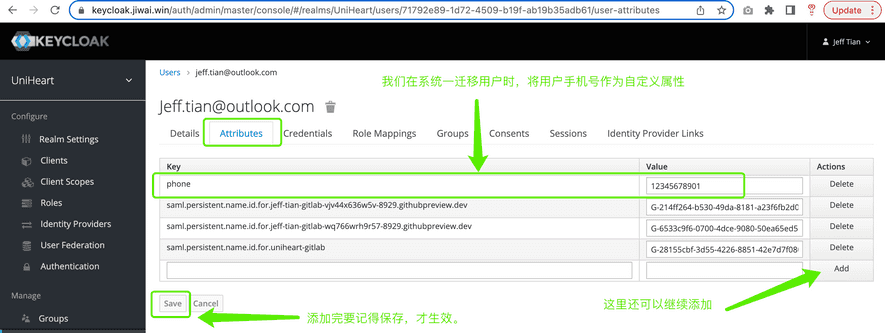 keycloak.jiwai.win/auth/admin/master/console/#/realms/UniHeart/users/71792e89-1d72-4509-b19f-ab19b35adb61/user-attributes
Update
KEYCLOAK
Jeff Tian
UniHeart
Users > jeff.tian@outlook.com
我们在系统一迁移用户时，将用户手机号作为自定义属性
Jeff.tian@outlook.com
Configure
Details Attributes Credentials Role Mappings Groups Consents Sessions Identity Provider Links
Realm Settings
Clients
Client Scopes
Roles
Identity Providers
User Federation
Authentication
Manage
Groups
Key Value Actions
phone 12345678901 Delete
saml.persistent.name.id.for.jeff-tian-gitlab-vjv44x636w5v-8929.githubpreview.dev G-214ff264-b530-49da-8181-a23f6fb2d0 Delete
saml.persistent.name.id.for.jeff-tian-gitlab-wq766wrh9r57-8929.githubpreview.dev G-6533c9f6-0700-4dce-9080-50ea65ed5 Delete
saml.persistent.name.id.for.uniheart-gitlab G-28155cbf-3d55-4226-8851-42e7d7f08 Delete
Add
Save Cancel
添加完要记得保存，才生效。
这里还可以继续添加